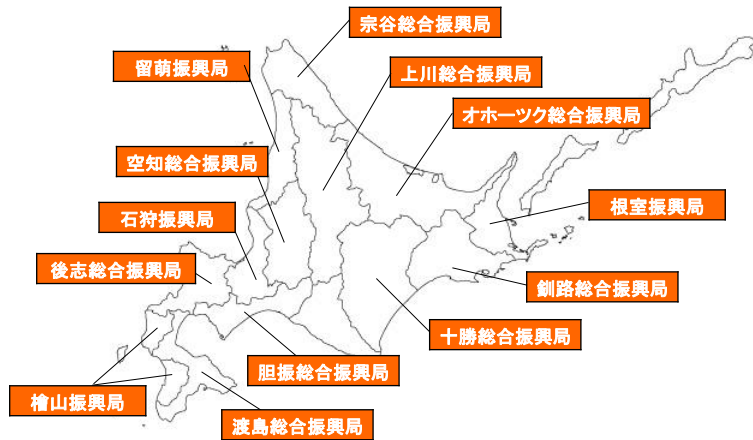 宗谷総合振興局
留萌振興局
上川総合振興局
オホーツク総合振興局
空知総合振興局
石狩振興局
根室振興局
後志総合振興局
釧路総合振興局
十勝総合振興局
胆振総合振興局
檜山振興局
渡島総合振興局